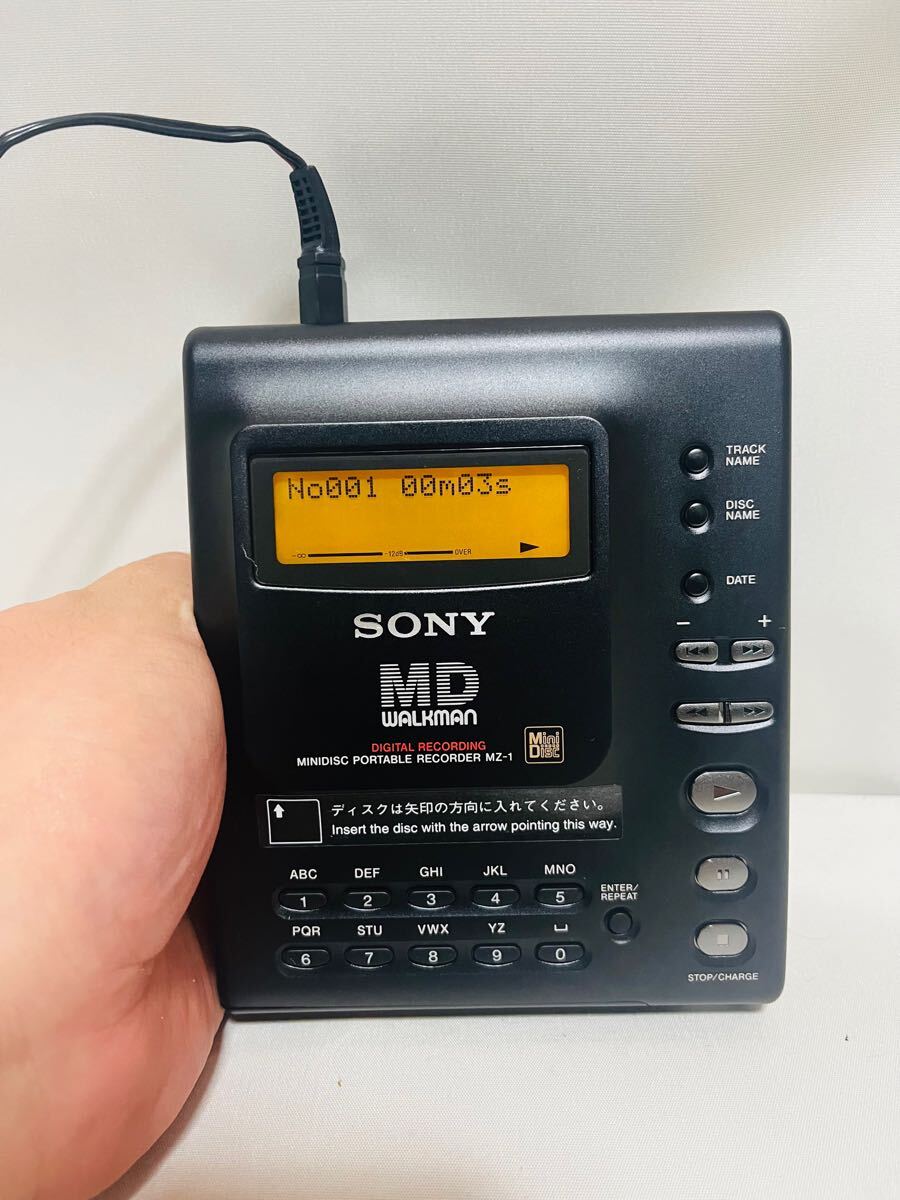 No001 00m03s
-∞ -12dB OVER
SONY
MD
WALKMAN
DIGITAL RECORDING
MINIDISC PORTABLE RECORDER MZ-1
Mini
Disc
ディスクは矢印の方向に入れてください。
Insert the disc with the arrow pointing this way.
TRACK
NAME
DISC
NAME
DATE
− +
ABC DEF GHI JKL MNO
1 2 3 4 5
ENTER/
REPEAT
PQR STU VWX YZ ␣
6 7 8 9 0
STOP/CHARGE